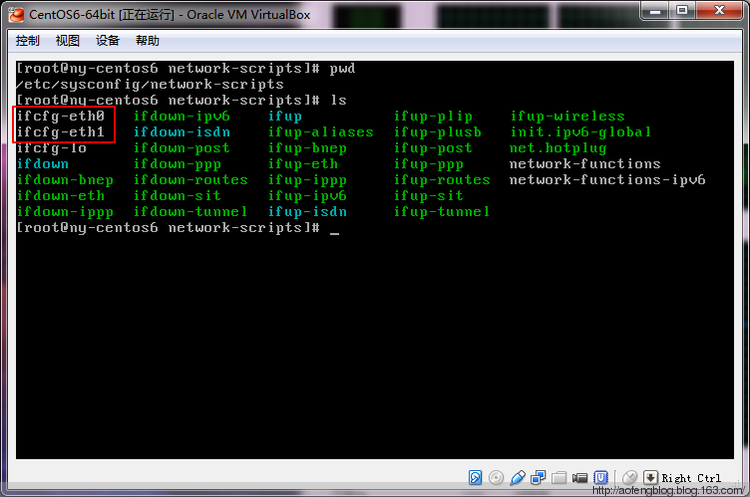 CentOS6-64bit [正在运行] - Oracle VM VirtualBox
控制 视图 设备 帮助
[root@ny-centos6 network-scripts]# pwd
/etc/sysconfig/network-scripts
[root@ny-centos6 network-scripts]# ls
ifcfg-eth0 ifdown-ipv6 ifup ifup-plip ifup-wireless
ifcfg-eth1 ifdown-isdn ifup-aliases ifup-plusb init.ipv6-global
ifcfg-lo ifdown-post ifup-bnep ifup-post net.hotplug
ifdown ifdown-ppp ifup-eth ifup-ppp network-functions
ifdown-bnep ifdown-routes ifup-ippp ifup-routes network-functions-ipv6
ifdown-eth ifdown-sit ifup-ipv6 ifup-sit
ifdown-ippp ifdown-tunnel ifup-isdn ifup-tunnel
[root@ny-centos6 network-scripts]# _
Right Ctrl
http://aofengblog.blog.163.com/